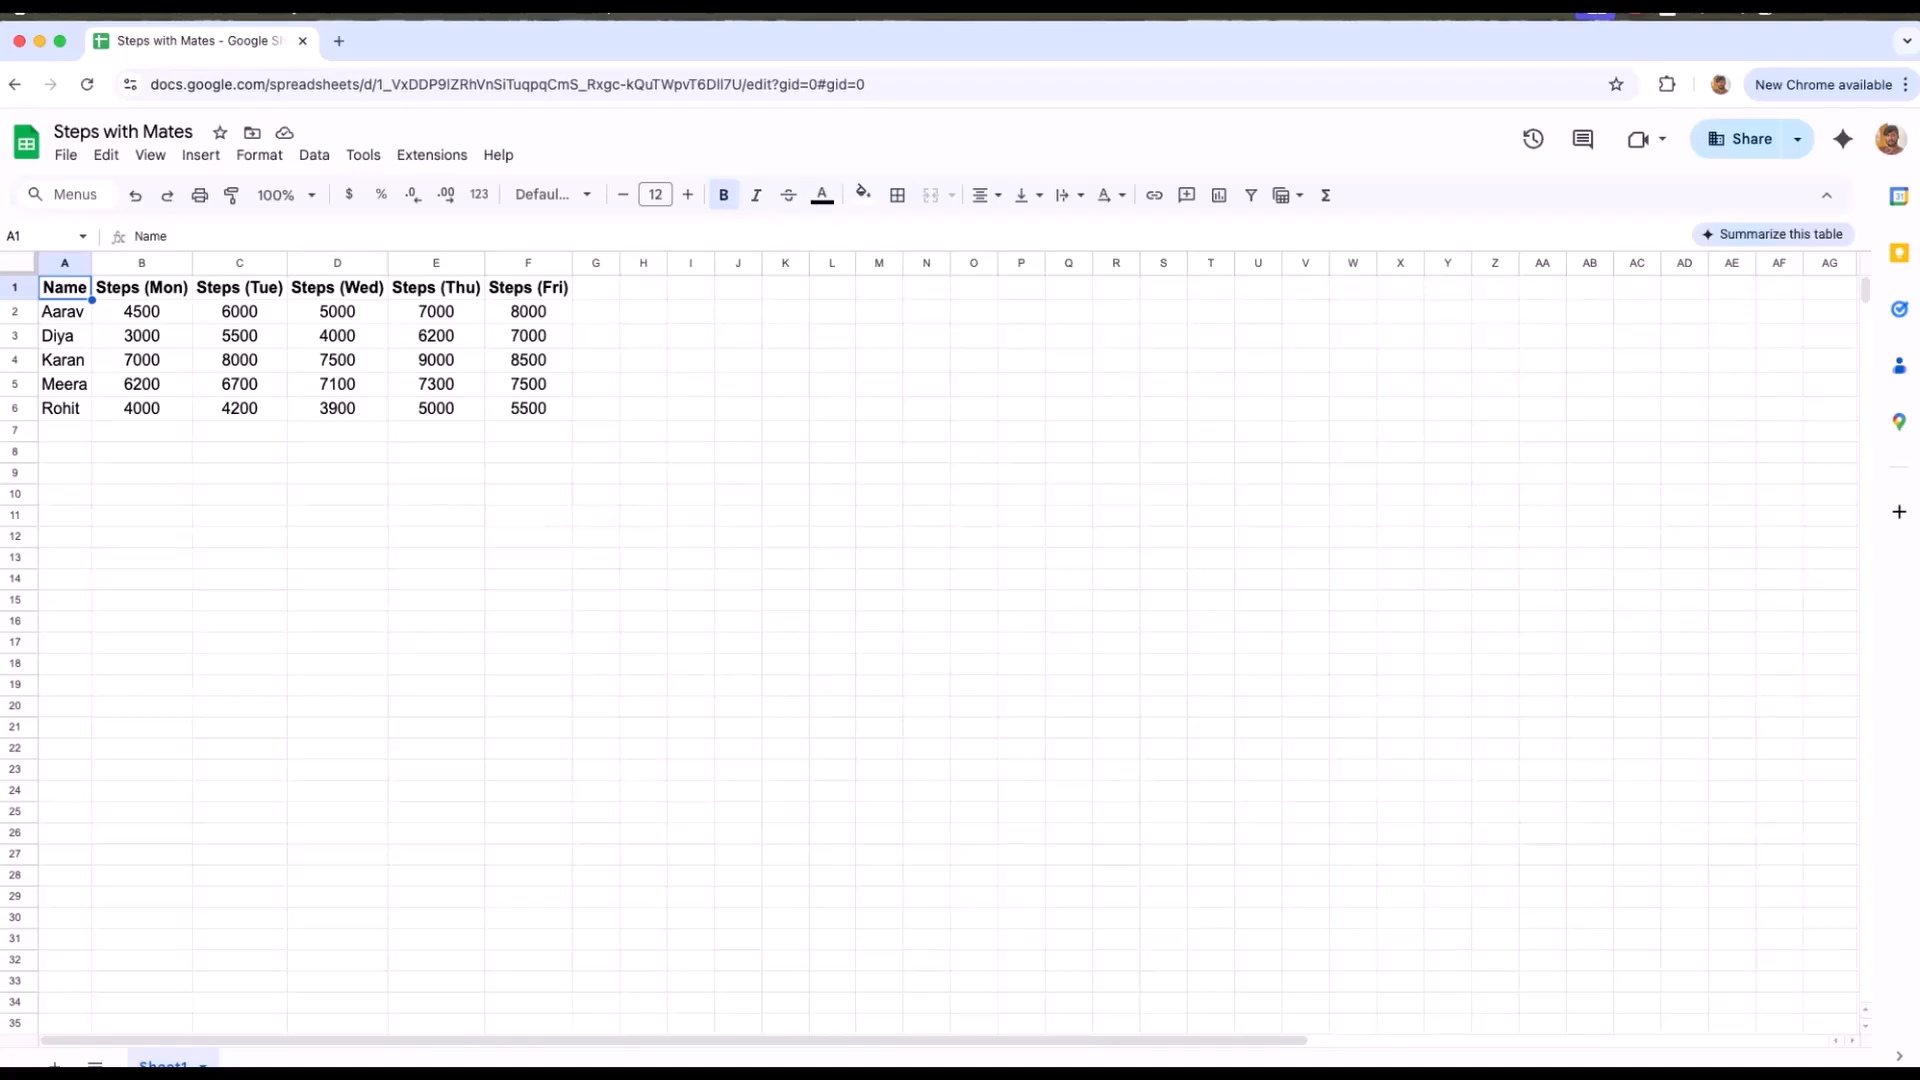 Steps with Mates - Google Sh
docs.google.com/spreadsheets/d/1_VxDDP9lZRhVnSiTuqpqCmS_Rxgc-kQuTWpvT6Dll7U/edit?gid=0#gid=0
New Chrome available
Steps with Mates
File Edit View Insert Format Data Tools Extensions Help
Share
Menus 100% $ % .0 .00 123 Defaul... − 12 + B I A Σ
A1 fx Name
Summarize this table
A B C D E F G H I J K L M N O P Q R S T U V W X Y Z AA AB AC AD AE AF AG
1 Name Steps (Mon) Steps (Tue) Steps (Wed) Steps (Thu) Steps (Fri)
2 Aarav 4500 6000 5000 7000 8000
3 Diya 3000 5500 4000 6200 7000
4 Karan 7000 8000 7500 9000 8500
5 Meera 6200 6700 7100 7300 7500
6 Rohit 4000 4200 3900 5000 5500
7
8
9
10
11
12
13
14
15
16
17
18
19
20
21
22
23
24
25
26
27
28
29
30
31
32
33
34
35
Sheet1